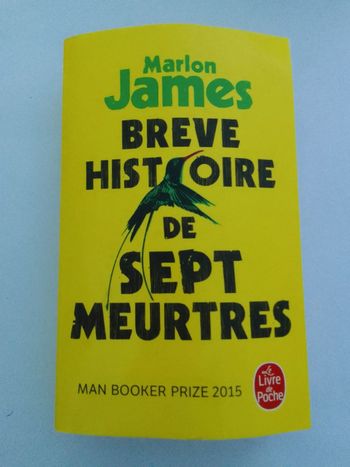 Marlon
James
BREVE
HISTOIRE
DE
SEPT
MEURTRES
MAN BOOKER PRIZE 2015
Le
Livre
de
Poche